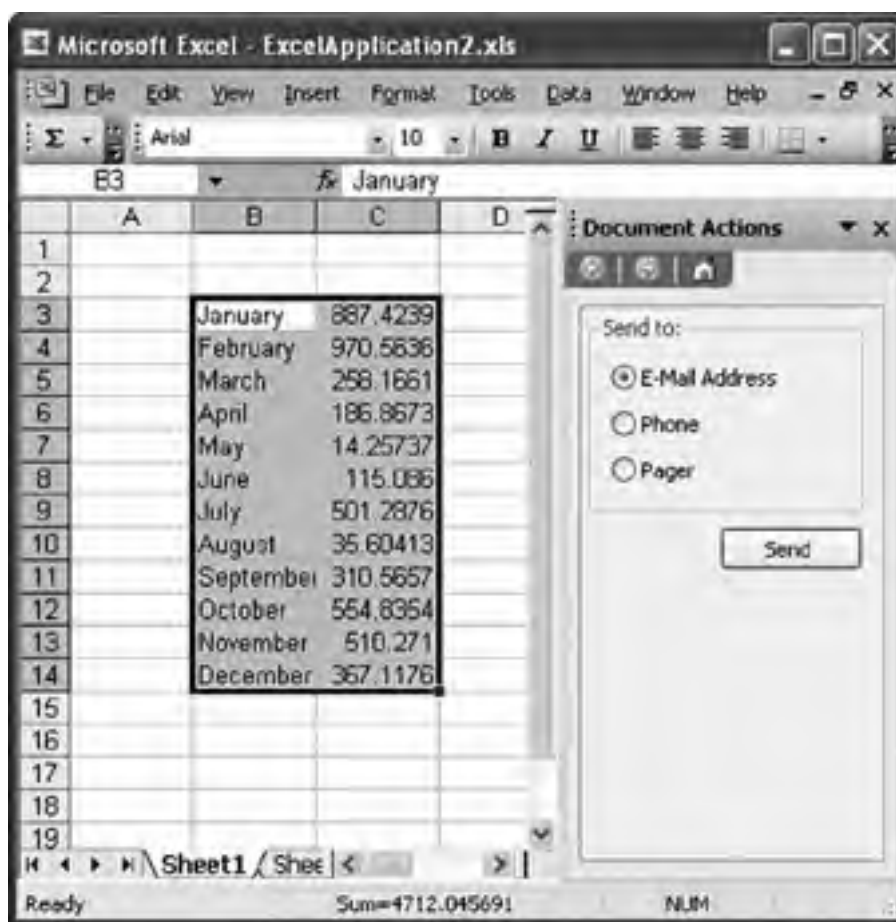 Microsoft Excel - ExcelApplication2.xls
File Edit View Insert Format Tools Data Window Help
Σ Arial 10 B I U
B3 fx January
A B C D
Document Actions
1
2
3 January 887.4239
4 February 970.5636
5 March 258.1661
6 April 186.8673
7 May 14.25737
8 June 115.086
9 July 501.2876
10 August 35.60413
11 September 310.5657
12 October 554.8354
13 November 510.271
14 December 367.1176
15
16
17
18
19
Send to:
E-Mail Address
Phone
Pager
Send
Sheet1 Shee
Ready Sum=4712.045691 NUM